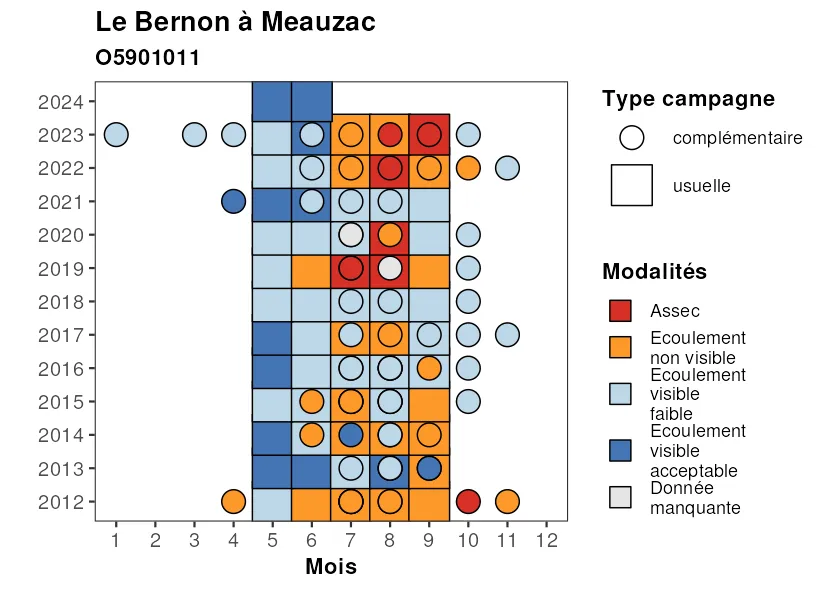 Le Bernon à Meauzac
O5901011
2024
2023
2022
2021
2020
2019
2018
2017
2016
2015
2014
2013
2012
1 2 3 4 5 6 7 8 9 10 11 12
Mois
Type campagne
complémentaire
usuelle
Modalités
Assec
Ecoulement
non visible
Ecoulement
visible
faible
Ecoulement
visible
acceptable
Donnée
manquante